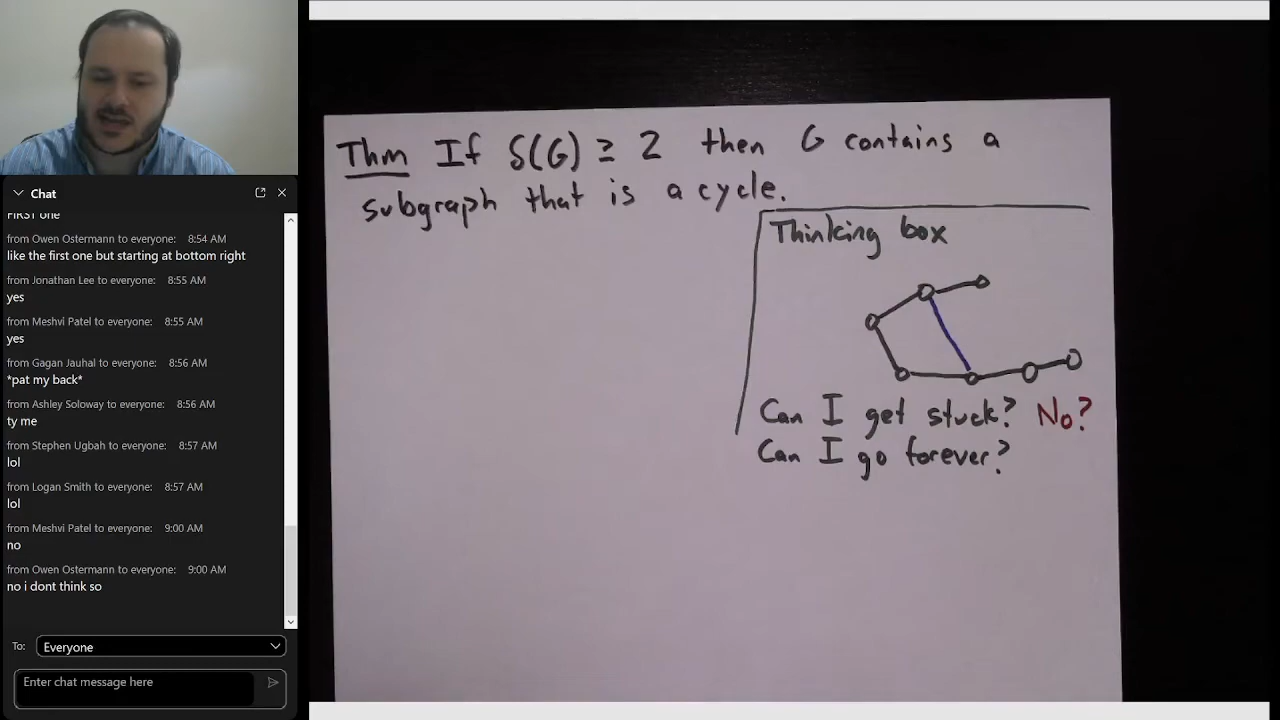 Chat
FIRST one
from Owen Ostermann to everyone: 8:54 AM
like the first one but starting at bottom right
from Jonathan Lee to everyone: 8:55 AM
yes
from Meshvi Patel to everyone: 8:55 AM
yes
from Gagan Jauhal to everyone: 8:56 AM
*pat my back*
from Ashley Soloway to everyone: 8:56 AM
ty me
from Stephen Ugbah to everyone: 8:57 AM
lol
from Logan Smith to everyone: 8:57 AM
lol
from Meshvi Patel to everyone: 9:00 AM
no
from Owen Ostermann to everyone: 9:00 AM
no i dont think so
To: Everyone
Enter chat message here
Thm If δ(G) ≥ 2 then G contains a
subgraph that is a cycle.
Thinking box
Can I get stuck? No?
Can I go forever?